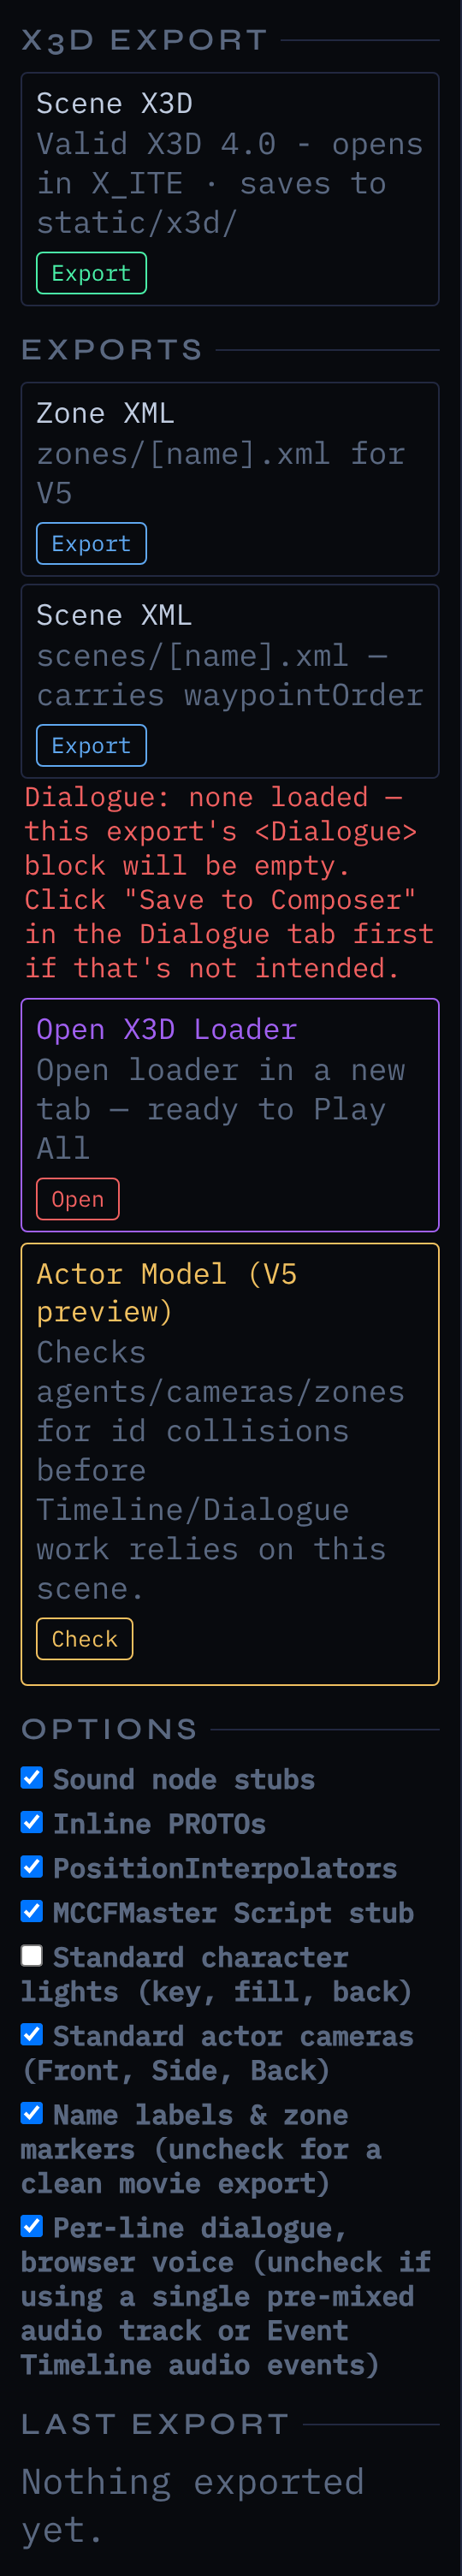 X3D EXPORT
Scene X3D
Valid X3D 4.0 - opens
in X_ITE · saves to
static/x3d/
Export
EXPORTS
Zone XML
zones/[name].xml for
V5
Export
Scene XML
scenes/[name].xml —
carries waypointOrder
Export
Dialogue: none loaded —
this export's <Dialogue>
block will be empty.
Click "Save to Composer"
in the Dialogue tab first
if that's not intended.
Open X3D Loader
Open loader in a new
tab — ready to Play
All
Open
Actor Model (V5
preview)
Checks
agents/cameras/zones
for id collisions
before
Timeline/Dialogue
work relies on this
scene.
Check
OPTIONS
Sound node stubs
Inline PROTOs
PositionInterpolators
MCCFMaster Script stub
Standard character
lights (key, fill, back)
Standard actor cameras
(Front, Side, Back)
Name labels & zone
markers (uncheck for a
clean movie export)
Per-line dialogue,
browser voice (uncheck if
using a single pre-mixed
audio track or Event
Timeline audio events)
LAST EXPORT
Nothing exported
yet.